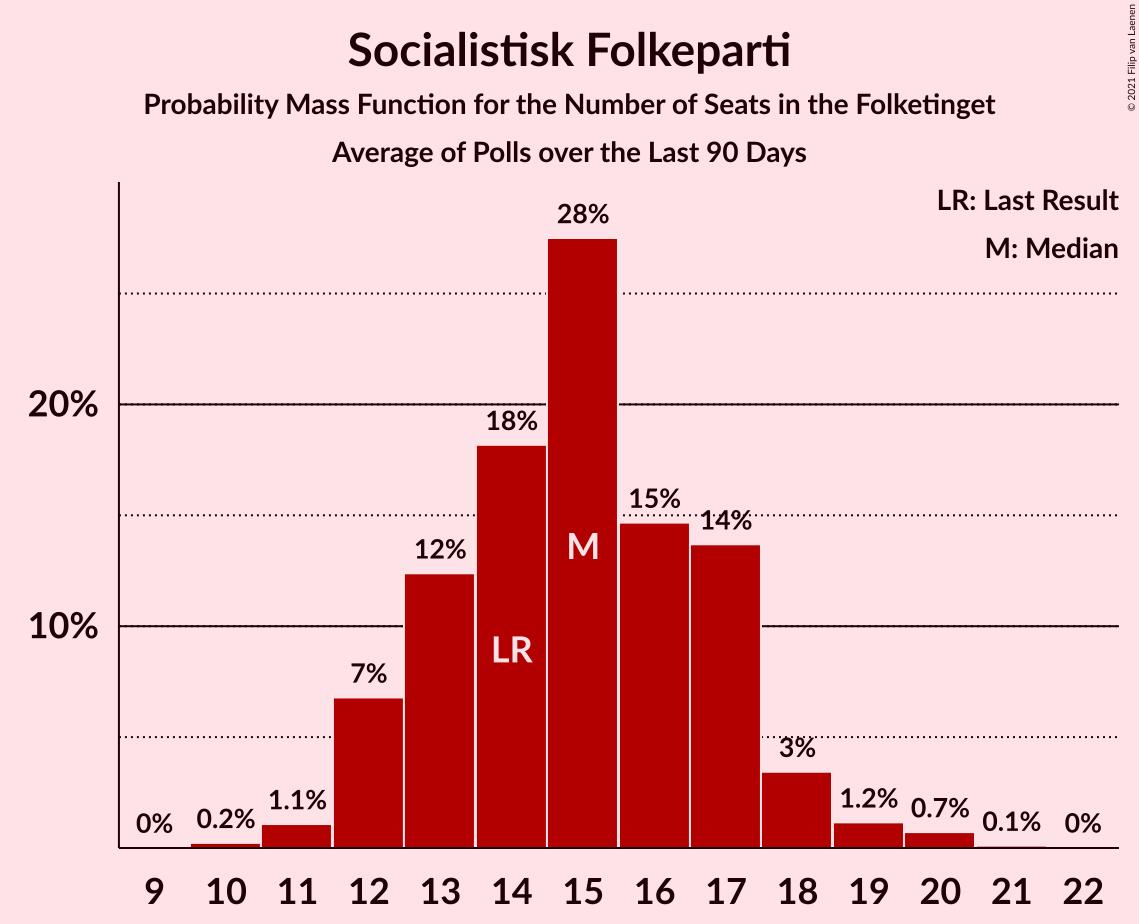 © 2021 Filip van Laenen
Socialistisk Folkeparti
Probability Mass Function for the Number of Seats in the Folketinget
Average of Polls over the Last 90 Days
LR: Last Result
M: Median
20%
10%
0%
0.2%
1.1%
7%
12%
18%
28%
15%
14%
3%
1.2%
0.7%
0.1%
0%
LR
M
9 10 11 12 13 14 15 16 17 18 19 20 21 22